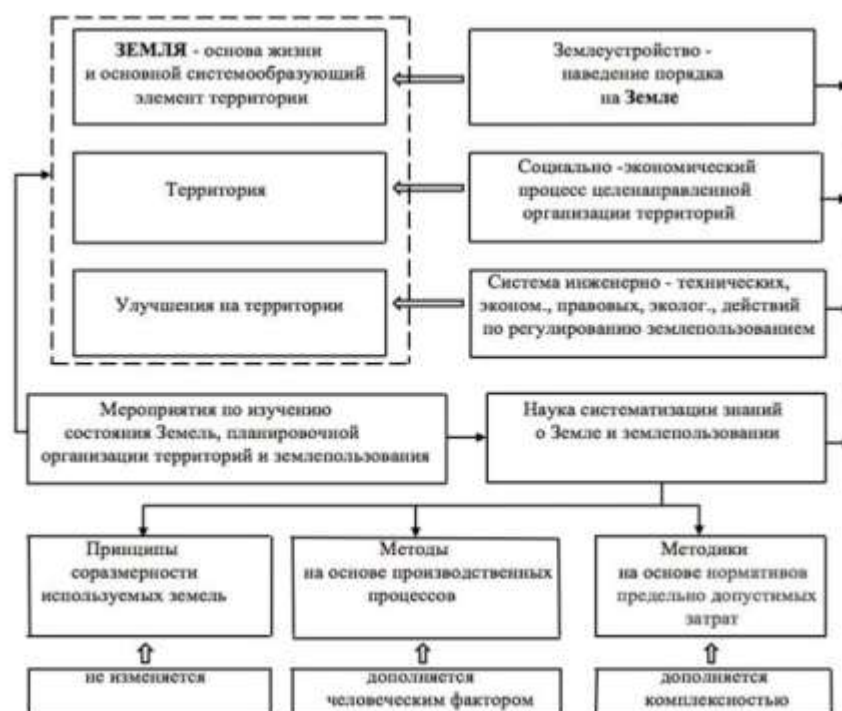 ЗЕМЛЯ - основа жизни
и основной системообразующий
элемент территории
Землеустройство -
наведение порядка
на Земле
Территория
Социально -экономический
процесс целенаправленной
организации территорий
Улучшения на территории
Система инженерно - технических,
эконом., правовых, эколог., действий
по регулированию землепользованием
Мероприятия по изучению
состояния Земель, планировочной
организации территорий и землепользования
Наука систематизации знаний
о Земле и землепользовании
Принципы
соразмерности
используемых земель
Методы
на основе производственных
процессов
Методики
на основе нормативов
предельно допустимых
затрат
не изменяется
дополняется
человеческим фактором
дополняется
комплексностью